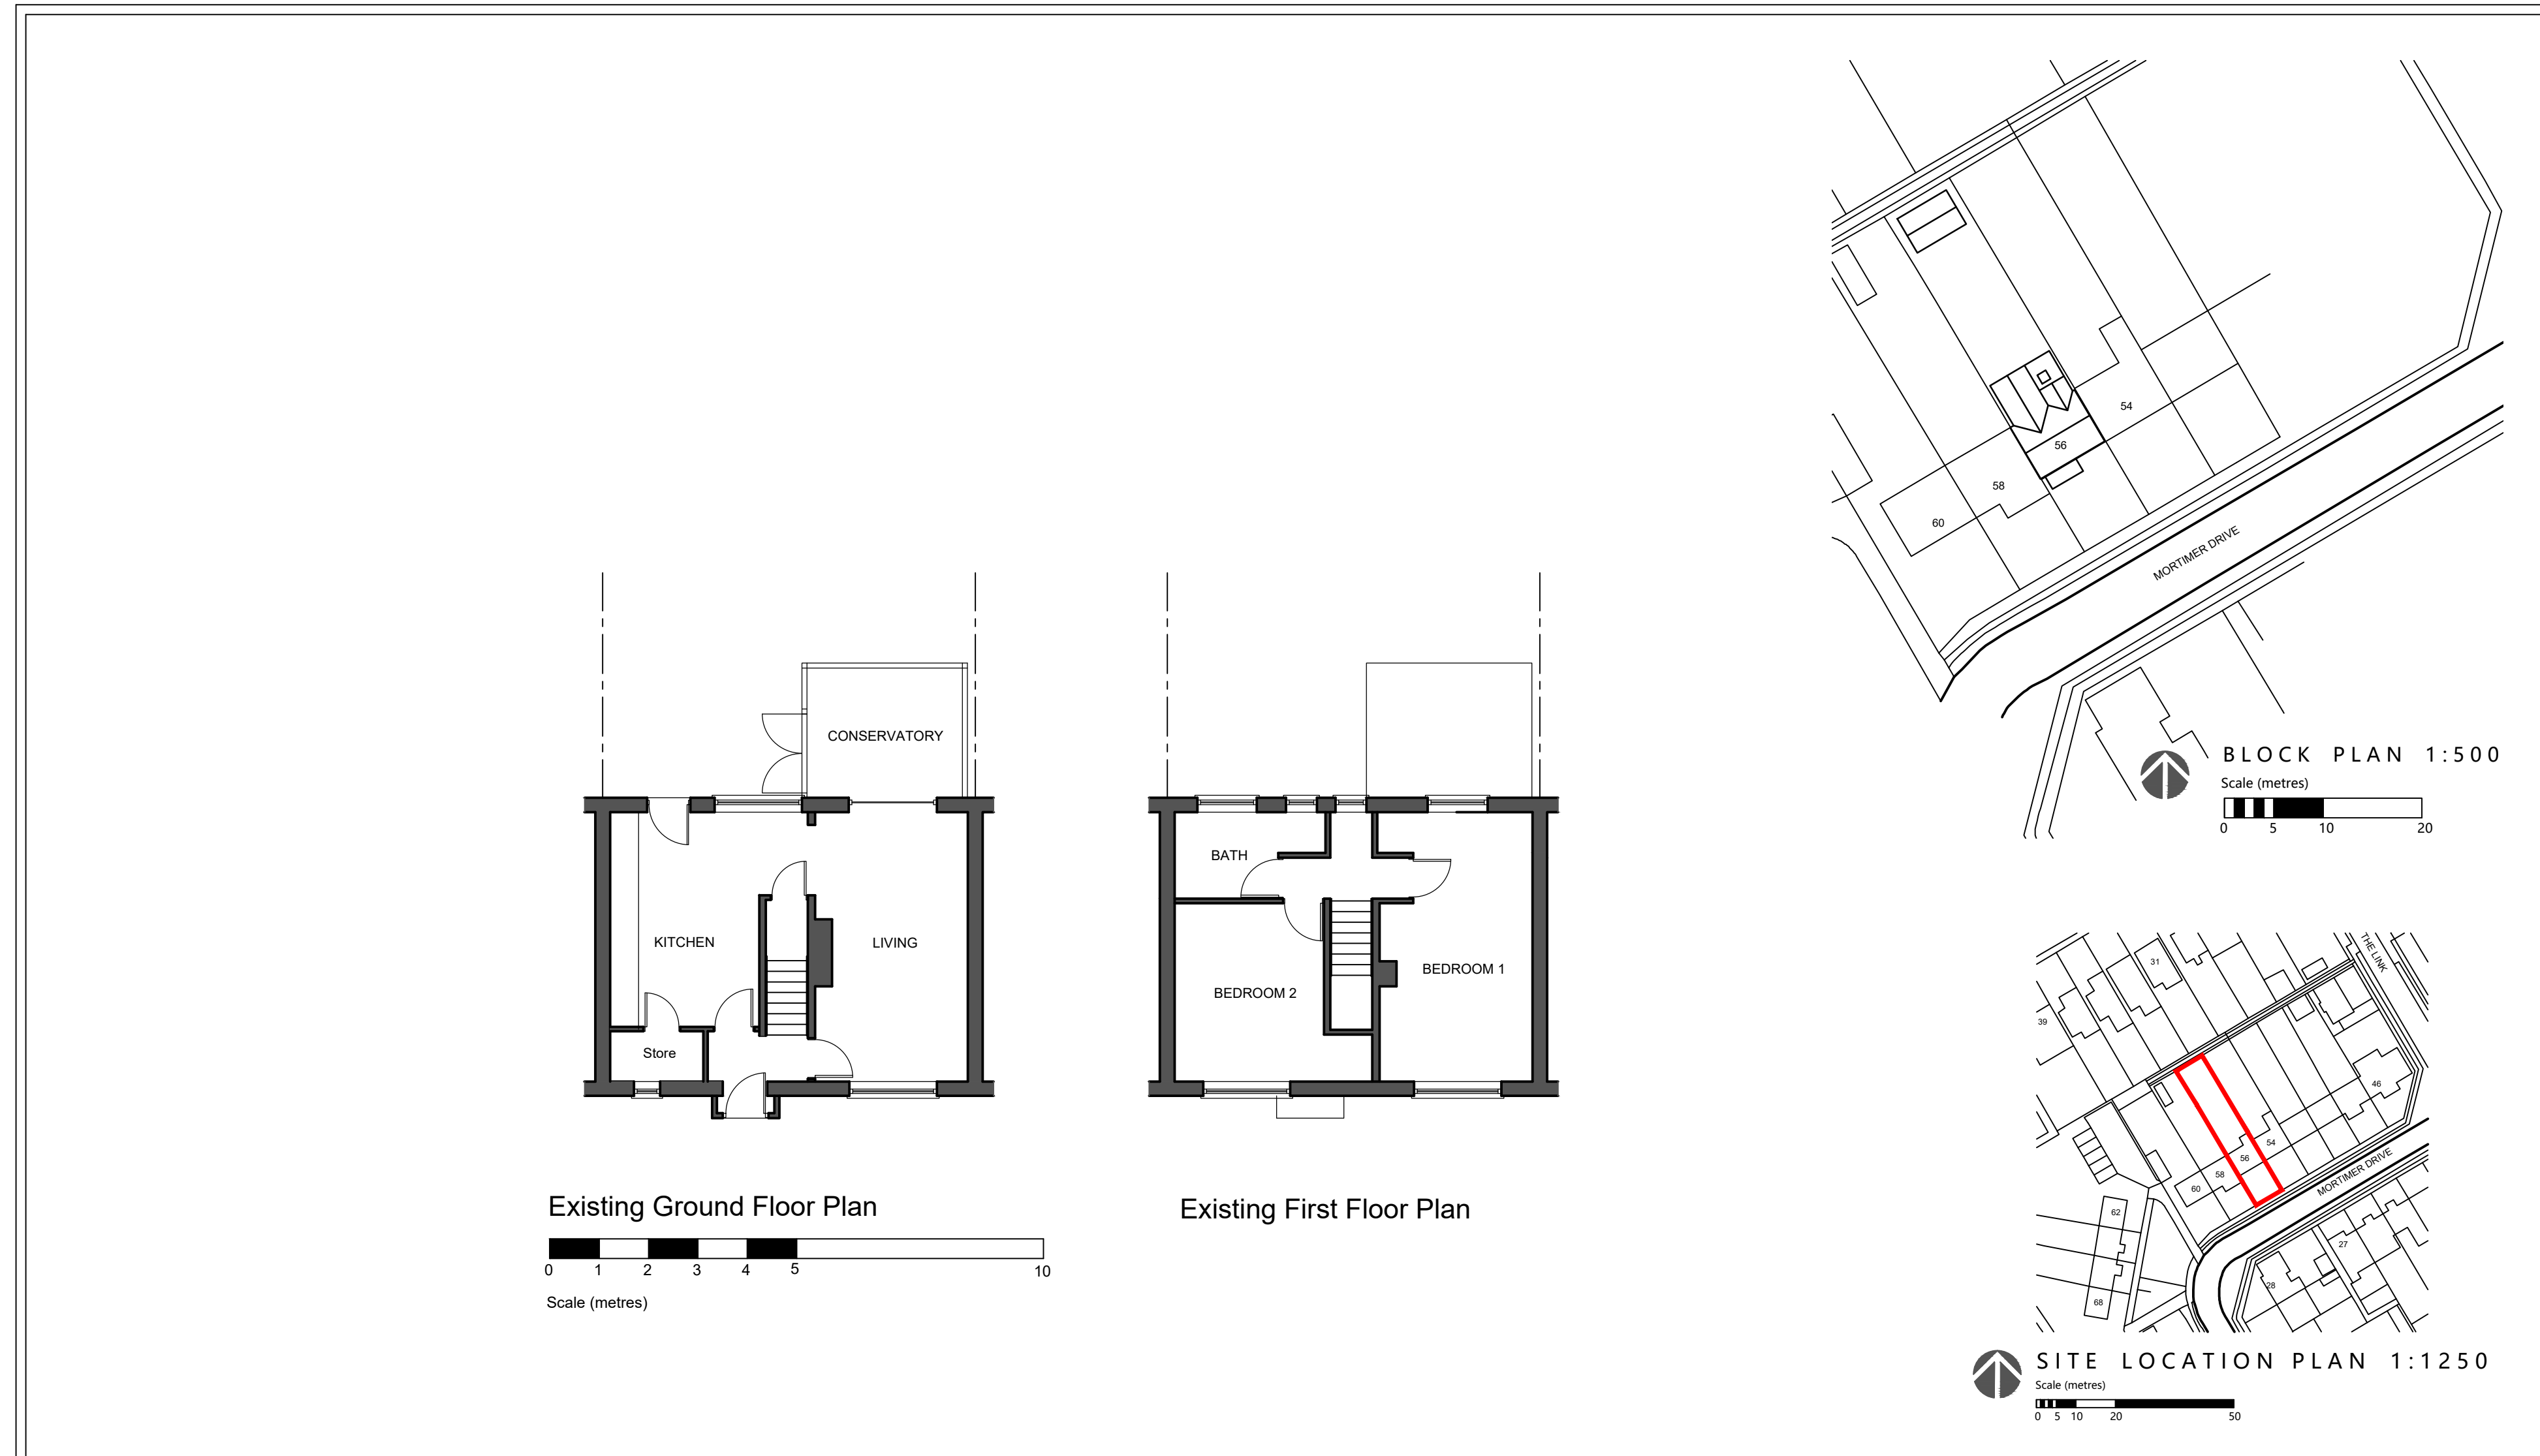 54
56
58
60
MORTIMER DRIVE
BLOCK PLAN 1:500
Scale (metres)
0 5 10 20
CONSERVATORY
KITCHEN
LIVING
Store
BATH
BEDROOM 1
BEDROOM 2
Existing Ground Floor Plan
0 1 2 3 4 5 10
Scale (metres)
Existing First Floor Plan
THE LINK
31
39
46
54
56
58
60
MORTIMER DRIVE
62
27
28
68
SITE LOCATION PLAN 1:1250
Scale (metres)
0 5 10 20 50